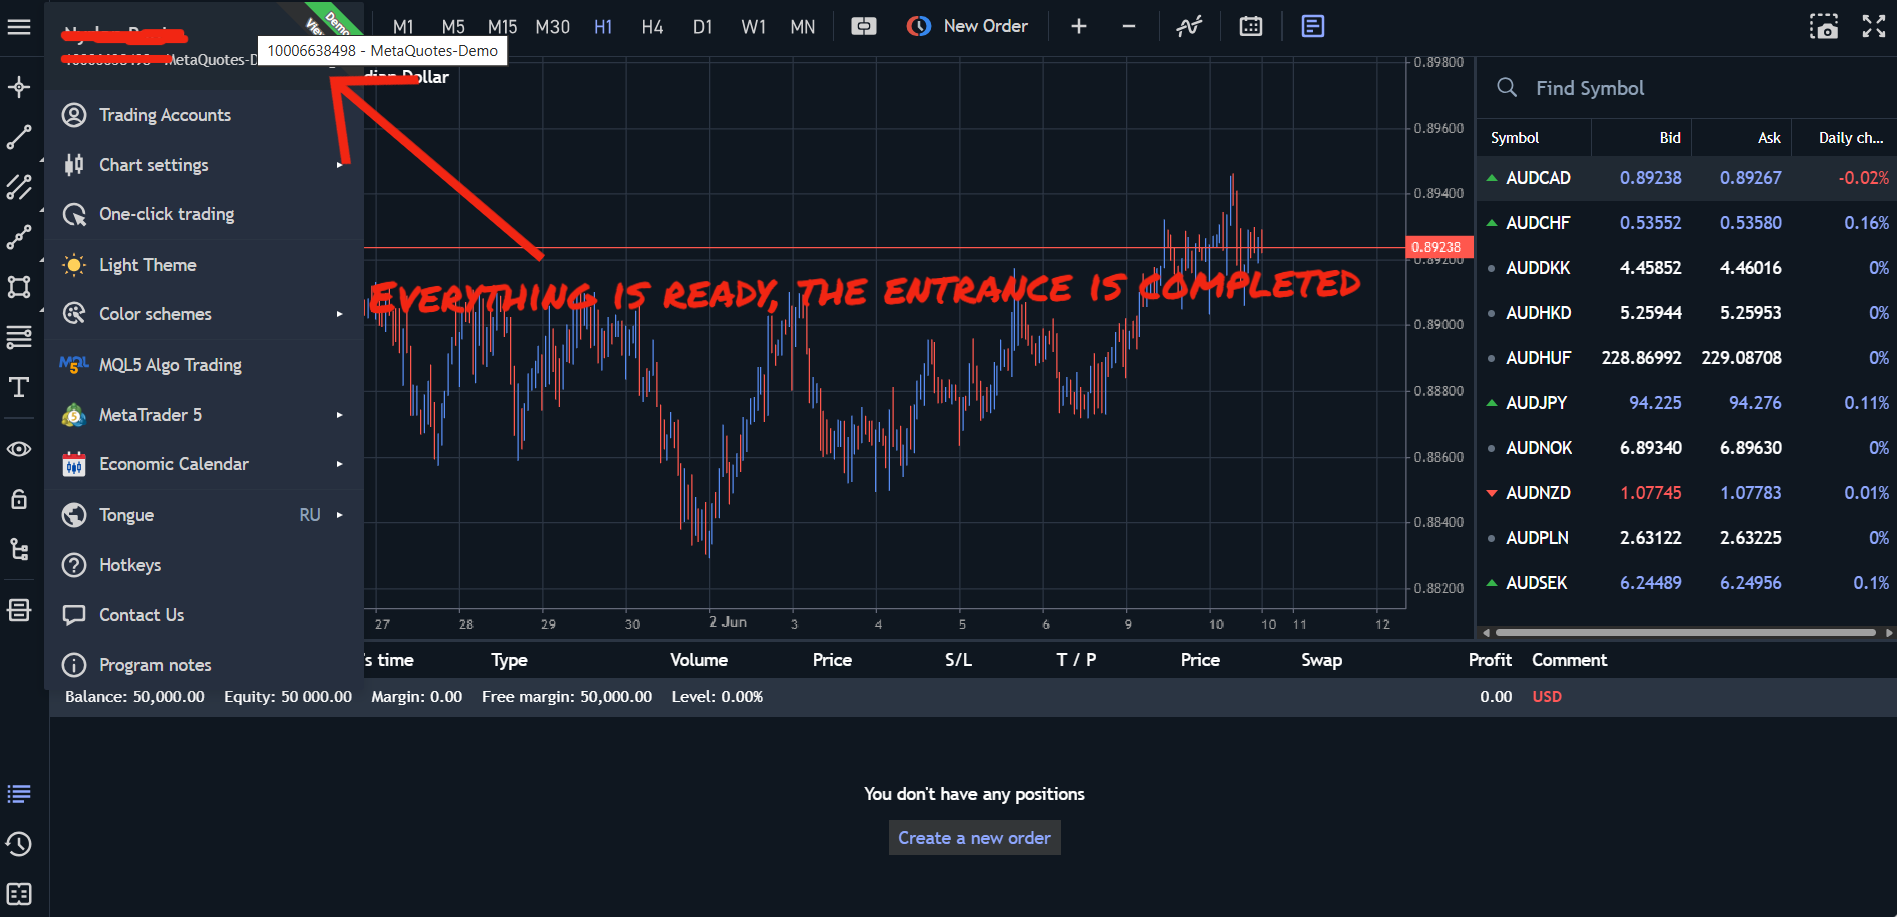 Demo
View
M1 M5 M15 M30 H1 H4 D1 W1 MN New Order
10006638498 - MetaQuotes-Demo
MetaQuotes-D
dian Dollar
Trading Accounts
Chart settings
One-click trading
Light Theme
Color schemes
MQL5 Algo Trading
MetaTrader 5
Economic Calendar
Tongue RU
Hotkeys
Contact Us
Program notes
EVERYTHING IS READY, THE ENTRANCE IS COMPLETED
0.89800
0.89600
0.89400
0.89238
0.89200
0.89000
0.88800
0.88600
0.88400
0.88200
27 28 29 30 2 Jun 3 4 5 6 9 10 10 11 12
Find Symbol
Symbol Bid Ask Daily ch...
AUDCAD 0.89238 0.89267 -0.02%
AUDCHF 0.53552 0.53580 0.16%
AUDDKK 4.45852 4.46016 0%
AUDHKD 5.25944 5.25953 0%
AUDHUF 228.86992 229.08708 0%
AUDJPY 94.225 94.276 0.11%
AUDNOK 6.89340 6.89630 0%
AUDNZD 1.07745 1.07783 0.01%
AUDPLN 2.63122 2.63225 0%
AUDSEK 6.24489 6.24956 0.1%
's time Type Volume Price S/L T / P Price Swap Profit Comment
Balance: 50,000.00 Equity: 50 000.00 Margin: 0.00 Free margin: 50,000.00 Level: 0.00% 0.00 USD
You don't have any positions
Create a new order